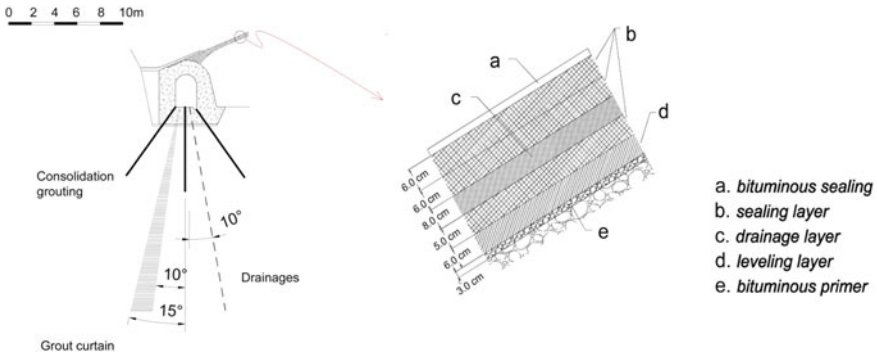 0 2 4 6 8 10m
a
b
c
d
e
6.0 cm
6.0 cm
8.0 cm
5.0 cm
6.0 cm
3.0 cm
Consolidation
grouting
10°
10°
15°
Drainages
Grout curtain
a. bituminous sealing
b. sealing layer
c. drainage layer
d. leveling layer
e. bituminous primer